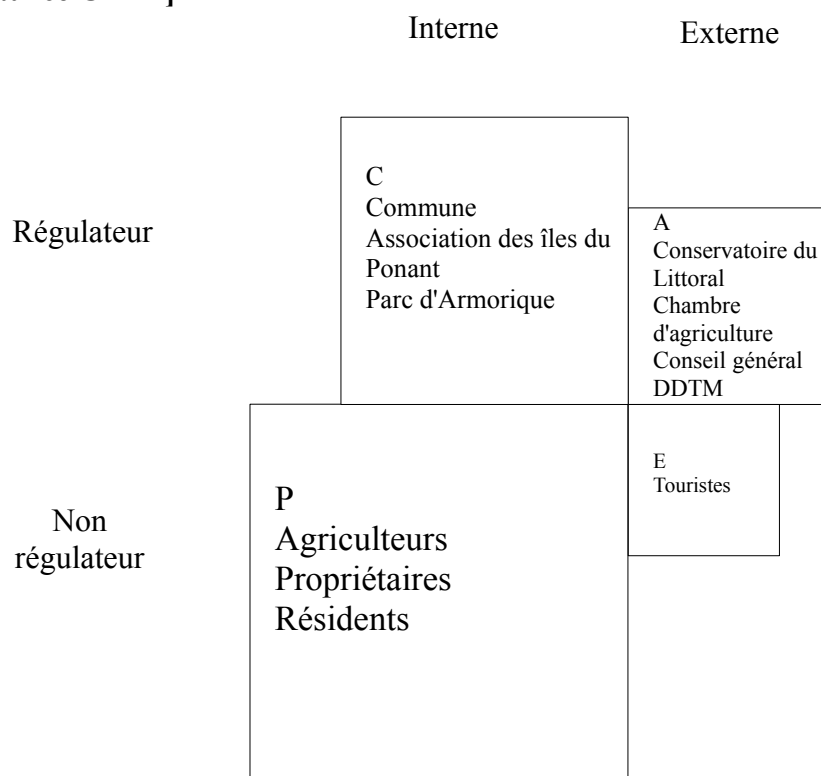 Interne
Externe
Régulateur
C
Commune
Association des îles du
Ponant
Parc d'Armorique
A
Conservatoire du
Littoral
Chambre
d'agriculture
Conseil général
DDTM
Non
régulateur
P
Agriculteurs
Propriétaires
Résidents
E
Touristes